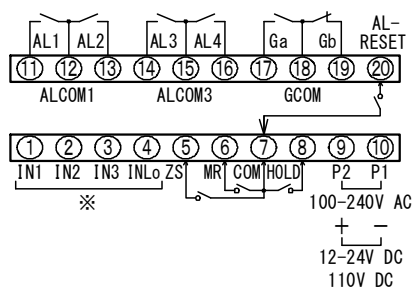 AL1 AL2 AL3 AL4 Ga Gb AL-
RESET
11 12 13 14 15 16 17 18 19 20
ALCOM1 ALCOM3 GCOM
1 2 3 4 5 6 7 8 9 10
IN1 IN2 IN3 INLo ZS MR COM HOLD P2 P1
※ 100-240V AC
+ −
12-24V DC
110V DC